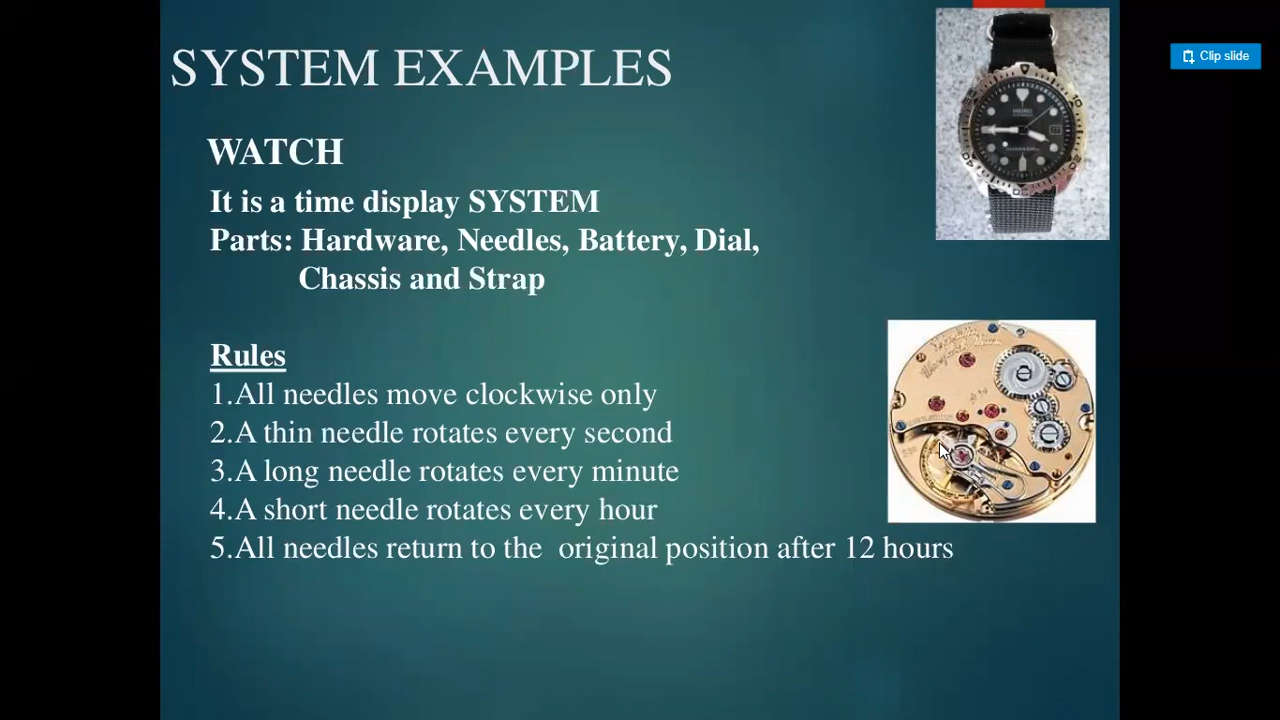 Clip slide
SYSTEM EXAMPLES
WATCH
It is a time display SYSTEM
Parts: Hardware, Needles, Battery, Dial,
Chassis and Strap
Rules
1.All needles move clockwise only
2.A thin needle rotates every second
3.A long needle rotates every minute
4.A short needle rotates every hour
5.All needles return to the original position after 12 hours